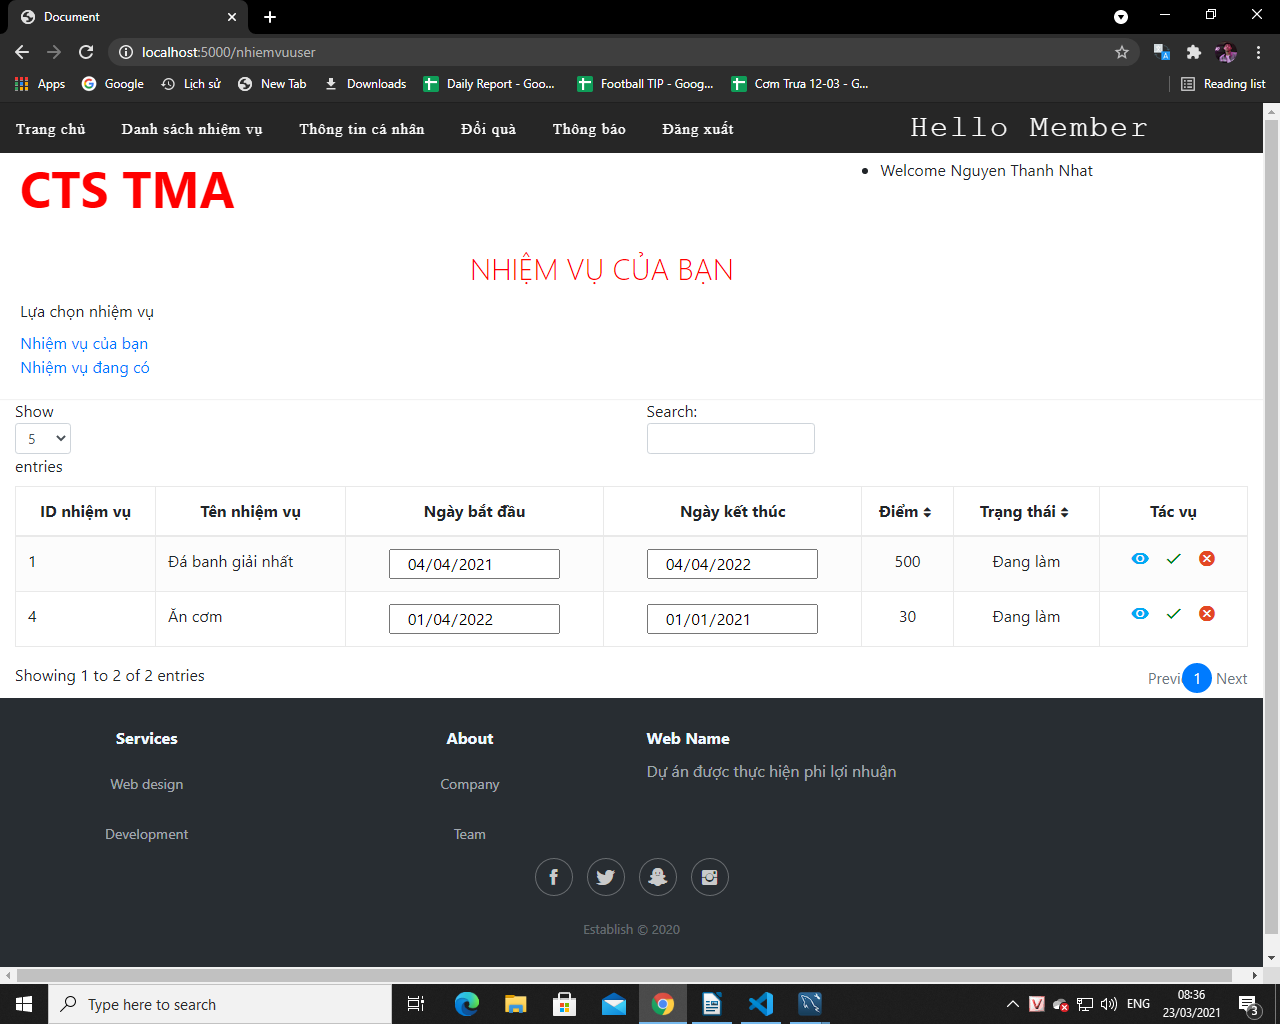 Document
localhost:5000/nhiemvuuser
Apps Google Lịch sử New Tab Downloads Daily Report - Goo... Football TIP - Goog... Cơm Trưa 12-03 - G... Reading list
Trang chủ Danh sách nhiệm vụ Thông tin cá nhân Đổi quà Thông báo Đăng xuất Hello Member
CTS TMA
Welcome Nguyen Thanh Nhat
NHIỆM VỤ CỦA BẠN
Lựa chọn nhiệm vụ
Nhiệm vụ của bạn
Nhiệm vụ đang có
Show Search:
5
entries
ID nhiệm vụ Tên nhiệm vụ Ngày bắt đầu Ngày kết thúc Điểm Trạng thái Tác vụ
1 Đá banh giải nhất 04/04/2021 04/04/2022 500 Đang làm
4 Ăn cơm 01/04/2022 01/01/2021 30 Đang làm
Showing 1 to 2 of 2 entries Previ 1 Next
Services About Web Name
Web design Company Dự án được thực hiện phi lợi nhuận
Development Team
Establish © 2020
Type here to search
ENG
08:36
23/03/2021
3